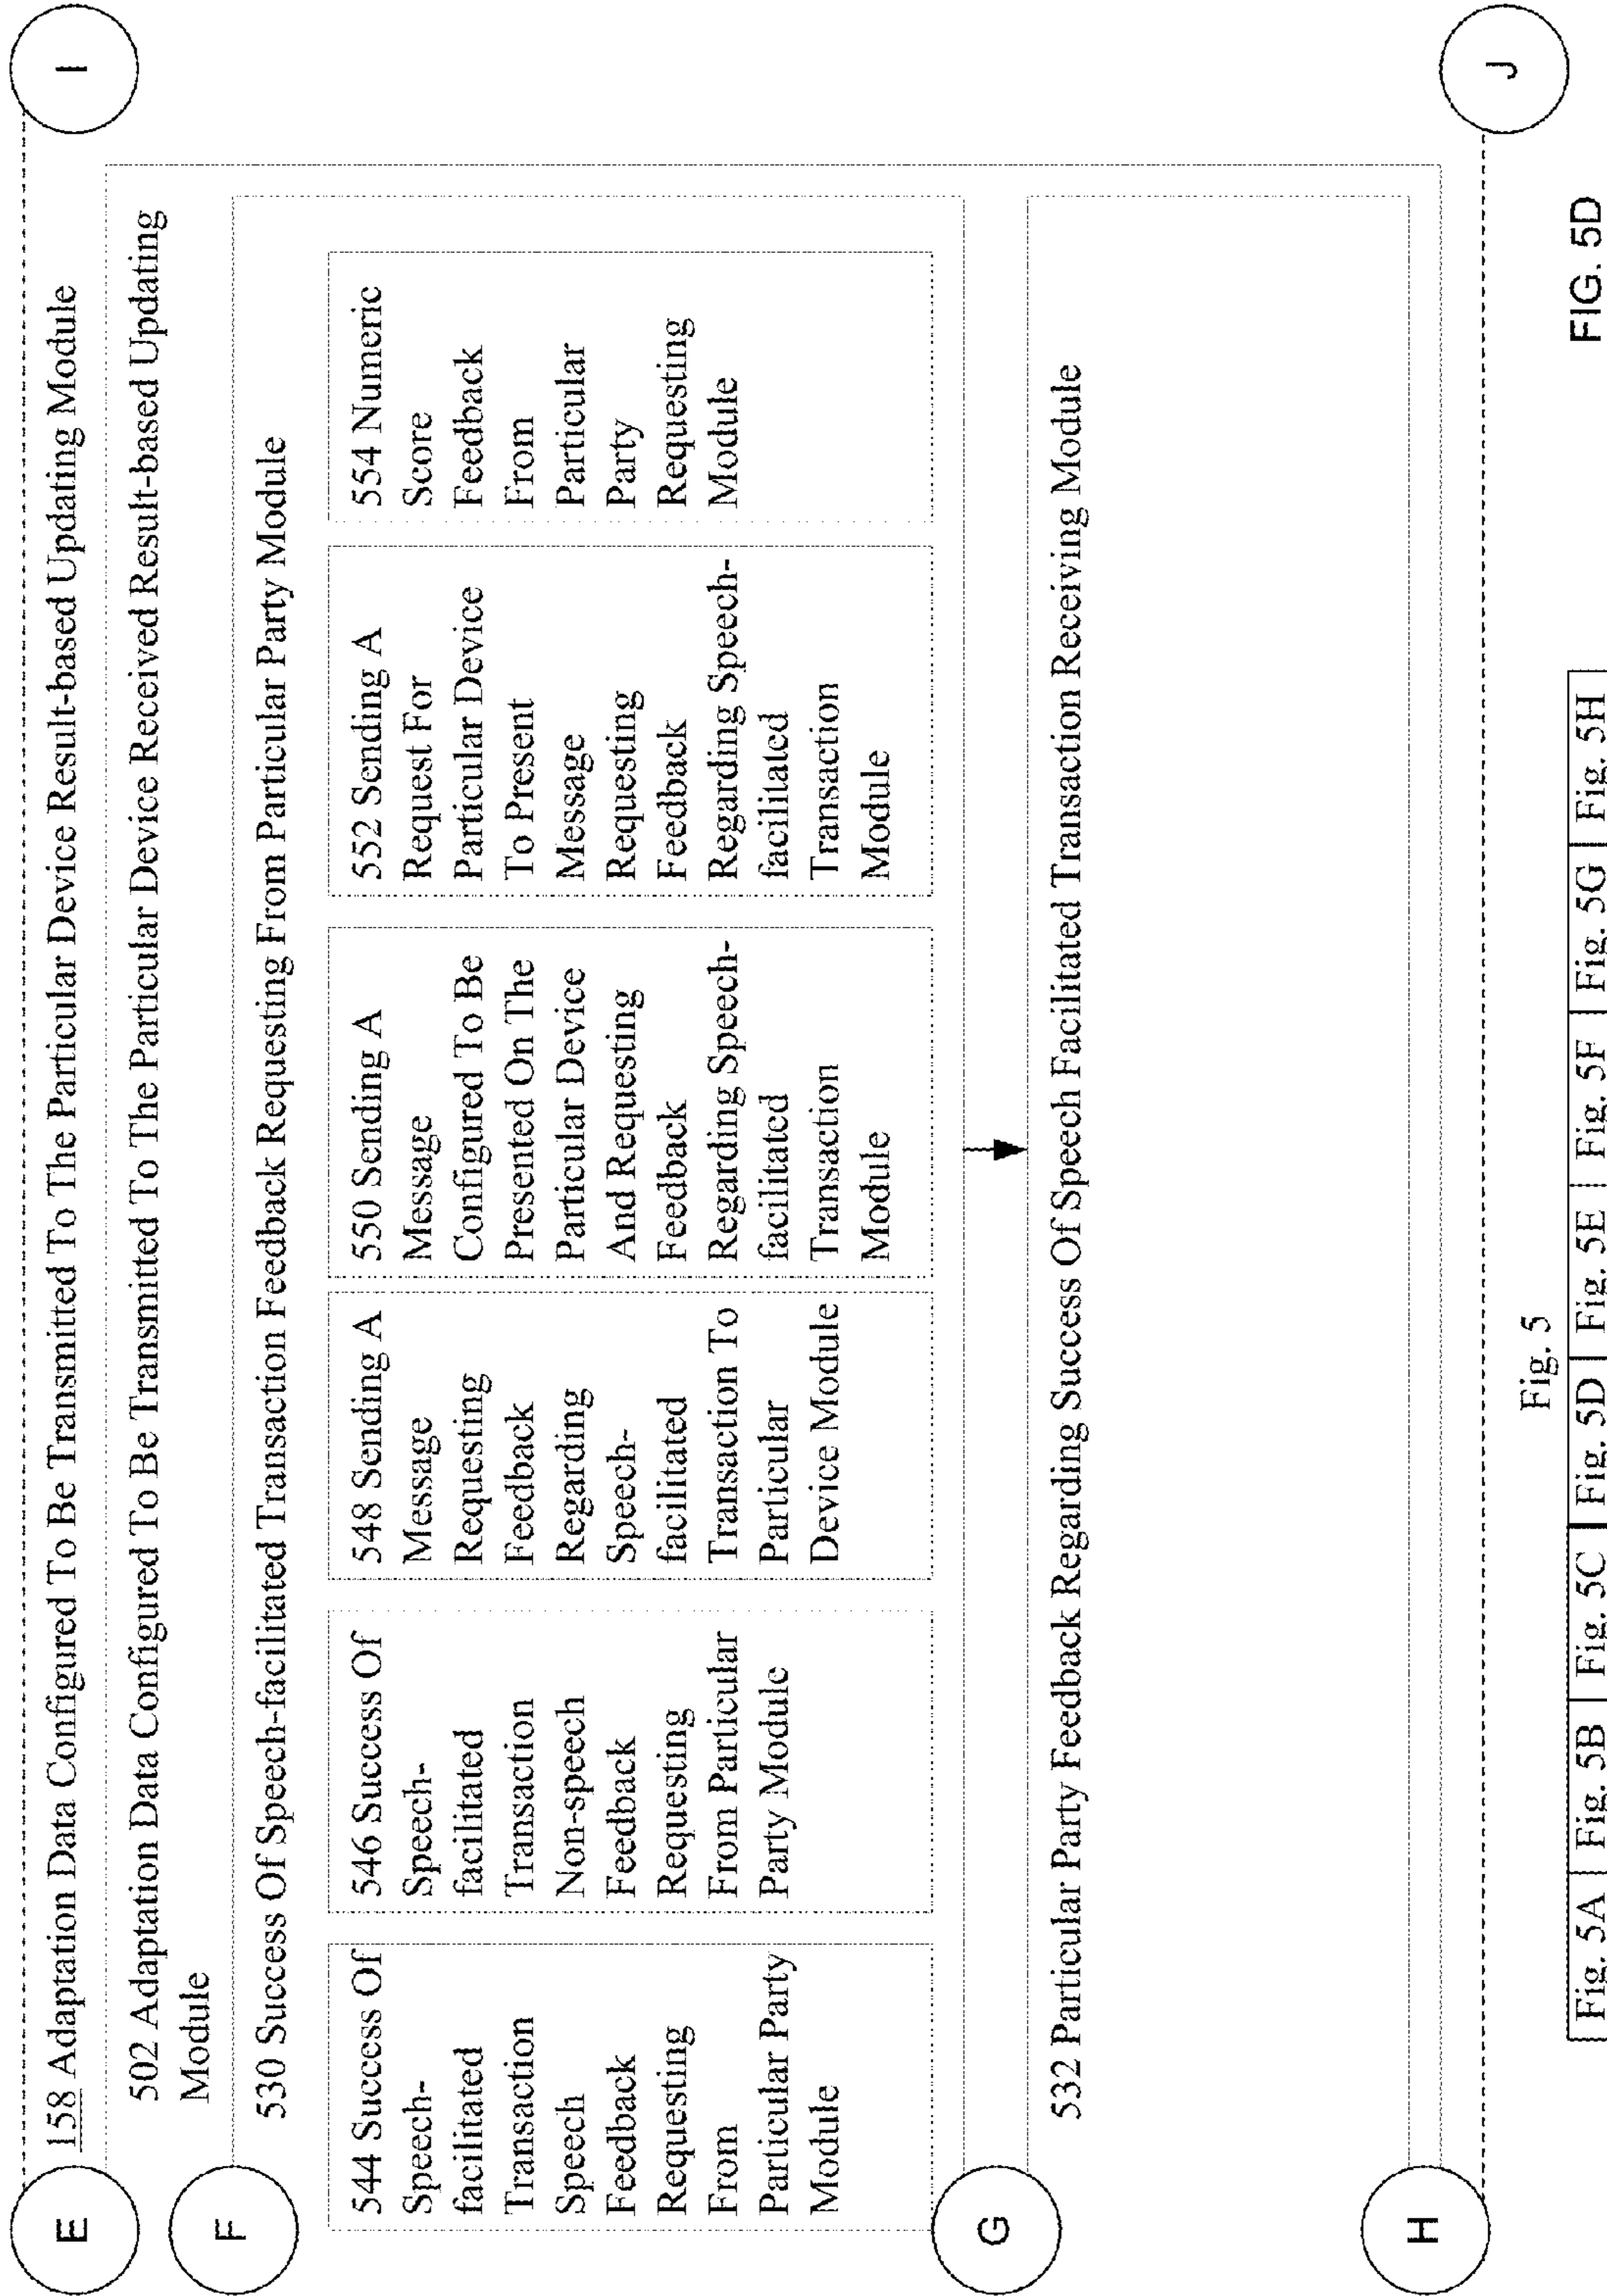 E
I
158 Adaptation Data Configured To Be Transmitted To The Particular Device Result-based Updating Module
502 Adaptation Data Configured To Be Transmitted To The Particular Device Received Result-based Updating
Module
F
530 Success Of Speech-facilitated Transaction Feedback Requesting From Particular Party Module
544 Success Of
Speech-
facilitated
Transaction
Speech
Feedback
Requesting
From
Particular Party
Module
546 Success Of
Speech-
facilitated
Transaction
Non-speech
Feedback
Requesting
From Particular
Party Module
548 Sending A
Message
Requesting
Feedback
Regarding
Speech-
facilitated
Transaction To
Particular
Device Module
550 Sending A
Message
Configured To Be
Presented On The
Particular Device
And Requesting
Feedback
Regarding Speech-
facilitated
Transaction
Module
552 Sending A
Request For
Particular Device
To Present
Message
Requesting
Feedback
Regarding Speech-
facilitated
Transaction
Module
554 Numeric
Score
Feedback
From
Particular
Party
Requesting
Module
G
532 Particular Party Feedback Regarding Success Of Speech Facilitated Transaction Receiving Module
H
J
Fig. 5
Fig. 5A Fig. 5B Fig. 5C Fig. 5D Fig. 5E Fig. 5F Fig. 5G Fig. 5H
FIG. 5D